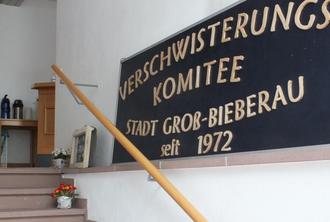 VERSCHWISTERUNGS
KOMITEE
STADT GROß-BIEBERAU
seit 1972